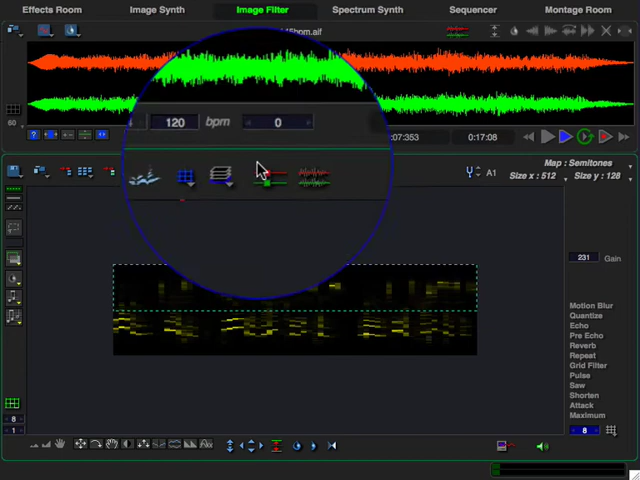 Effects Room
Image Synth
Image Filter
Spectrum Synth
Sequencer
Montage Room
bpm.aif
60
120 bpm 0
07:353
0:17:08
A1
Map : Semitones
Size x : 512
Size y : 128
231 Gain
Motion Blur
Quantize
Echo
Pre Echo
Reverb
Repeat
Grid Filter
Pulse
Saw
Shorten
Attack
Maximum
8
8
1